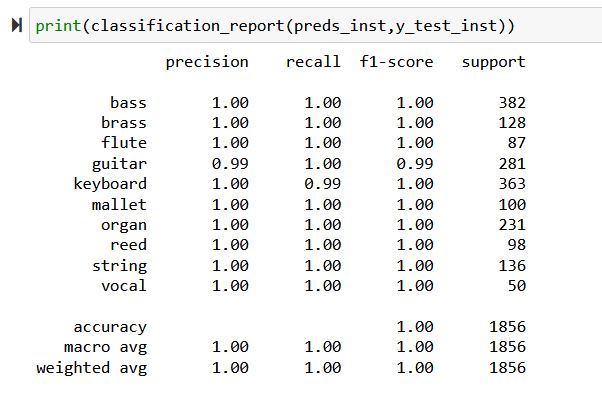 print(classification_report(preds_inst,y_test_inst))
precision recall f1-score support
bass 1.00 1.00 1.00 382
brass 1.00 1.00 1.00 128
flute 1.00 1.00 1.00 87
guitar 0.99 1.00 0.99 281
keyboard 1.00 0.99 1.00 363
mallet 1.00 1.00 1.00 100
organ 1.00 1.00 1.00 231
reed 1.00 1.00 1.00 98
string 1.00 1.00 1.00 136
vocal 1.00 1.00 1.00 50
accuracy 1.00 1856
macro avg 1.00 1.00 1.00 1856
weighted avg 1.00 1.00 1.00 1856